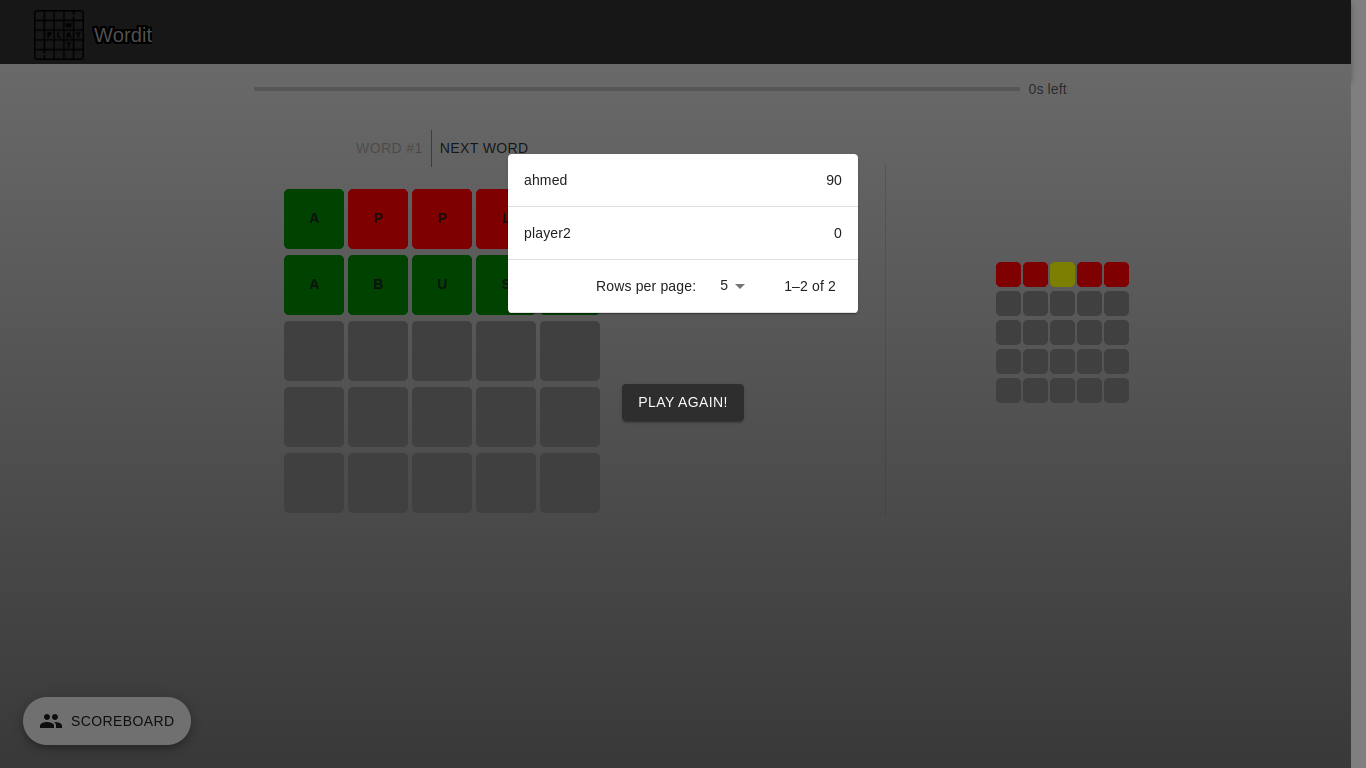 Wordit
0s left
WORD #1 NEXT WORD
ahmed 90
player2 0
Rows per page: 5 1–2 of 2
A P P
A B U
PLAY AGAIN!
SCOREBOARD